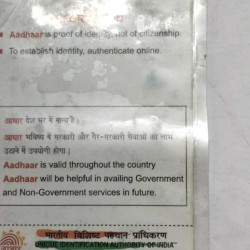 Aadhaar is proof of identity, not of citizenship.
To establish identity, authenticate online.
आधार देश भर में मान्य है।
आधार भविष्य में सरकारी और गैर-सरकारी सेवाओं का लाभ
उठाने में उपयोगी होगा।
Aadhaar is valid throughout the country
Aadhaar will be helpful in availing Government
and Non-Government services in future.
भारतीय विशिष्ट पहचान प्राधिकरण
UNIQUE IDENTIFICATION AUTHORITY OF INDIA